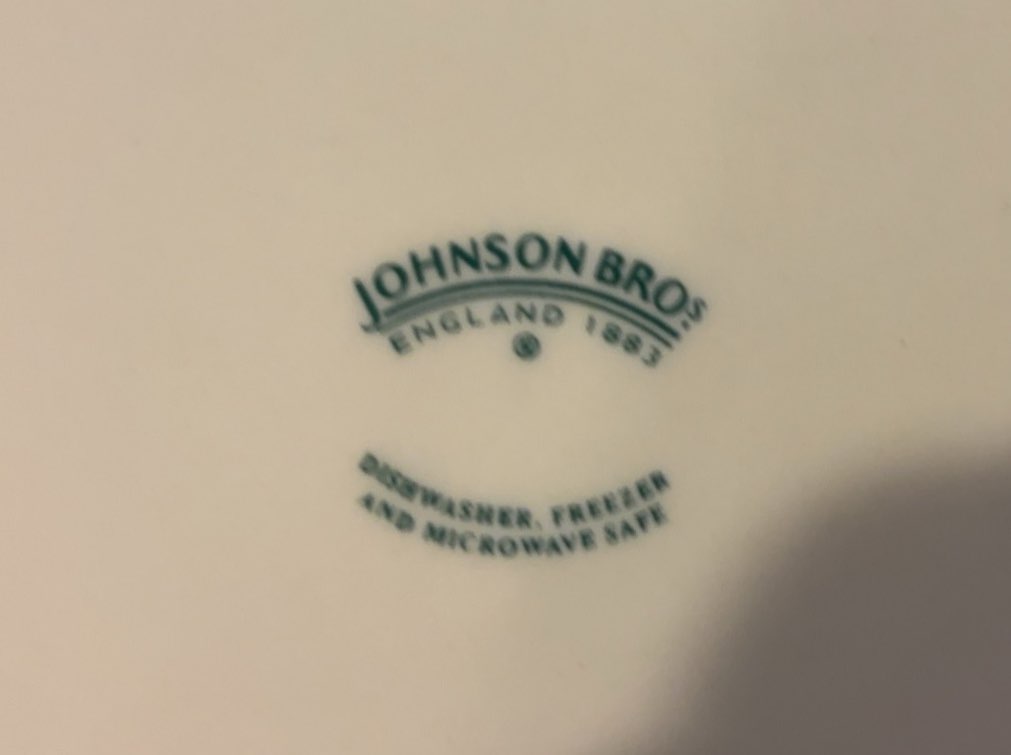 JOHNSON BROS.
ENGLAND 1883
®
DISHWASHER, FREEZER
AND MICROWAVE SAFE